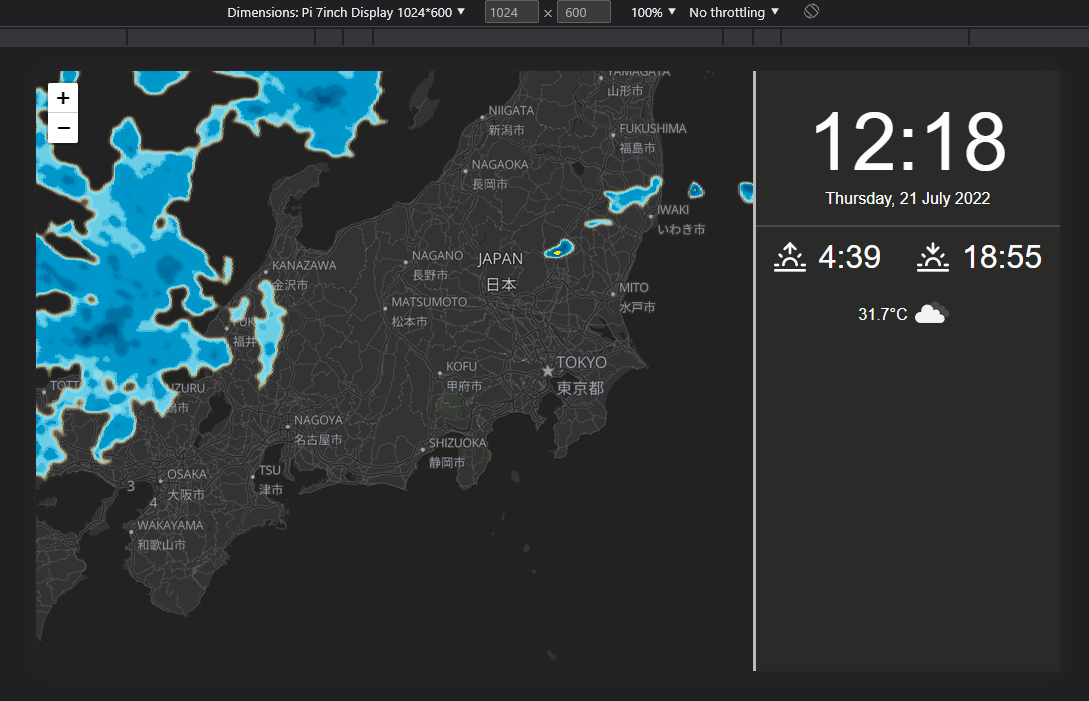 Dimensions: Pi 7inch Display 1024*600 ▼ 1024 × 600 100% ▼ No throttling ▼
+
−
YAMAGATA
山形市
NIIGATA
新潟市
FUKUSHIMA
福島市
NAGAOKA
長岡市
IWAKI
いわき市
NAGANO
長野市
JAPAN
日本
KANAZAWA
金沢市
MATSUMOTO
松本市
MITO
水戸市
FUK
福井
TOKYO
東京都
KOFU
甲府市
TOTT
IZURU
鶴市
NAGOYA
名古屋市
SHIZUOKA
静岡市
OSAKA
大阪市
TSU
津市
3
4
WAKAYAMA
和歌山市
12:18
Thursday, 21 July 2022
4:39 18:55
31.7°C